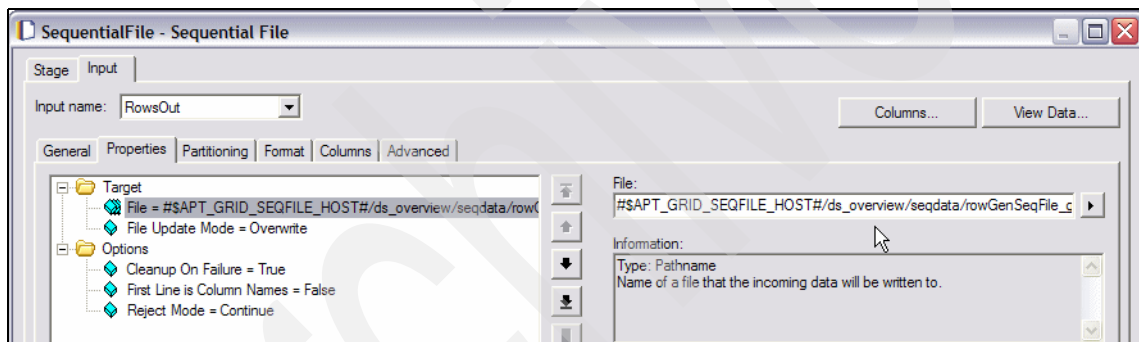 SequentialFile - Sequential File
Stage Input
Input name: RowsOut Columns... View Data...
General Properties Partitioning Format Columns Advanced
Target
File = #$APT_GRID_SEQFILE_HOST#/ds_overview/seqdata/row
File Update Mode = Overwrite
Options
Cleanup On Failure = True
First Line is Column Names = False
Reject Mode = Continue
File:
#$APT_GRID_SEQFILE_HOST#/ds_overview/seqdata/rowGenSeqFile_g
Information:
Type: Pathname
Name of a file that the incoming data will be written to.